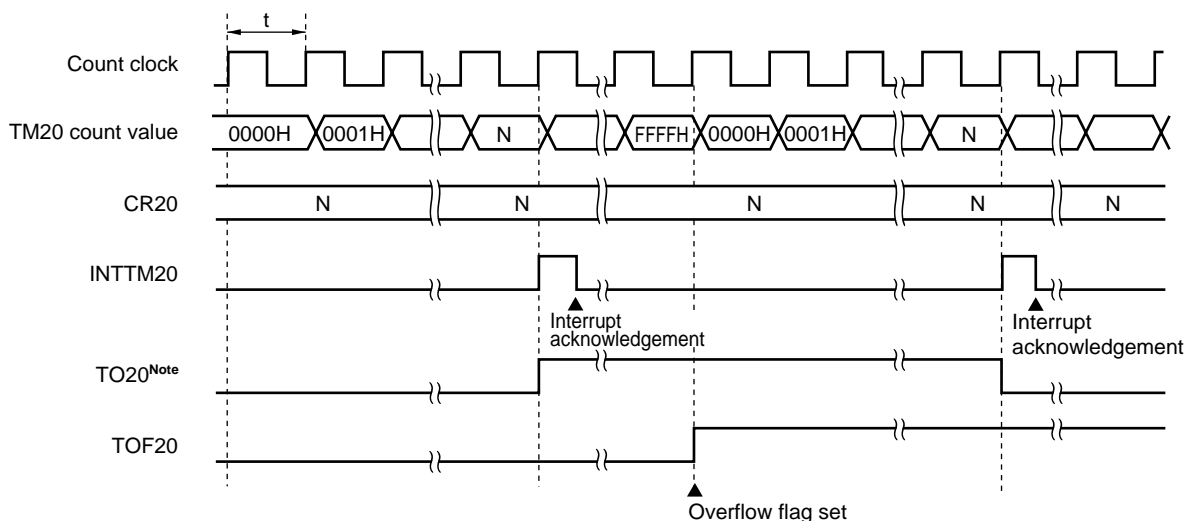 t
Count clock
TM20 count value 0000H 0001H N FFFFH 0000H 0001H N
CR20 N N N N N
INTTM20
Interrupt
acknowledgement
Interrupt
acknowledgement
TO20Note
TOF20
Overflow flag set